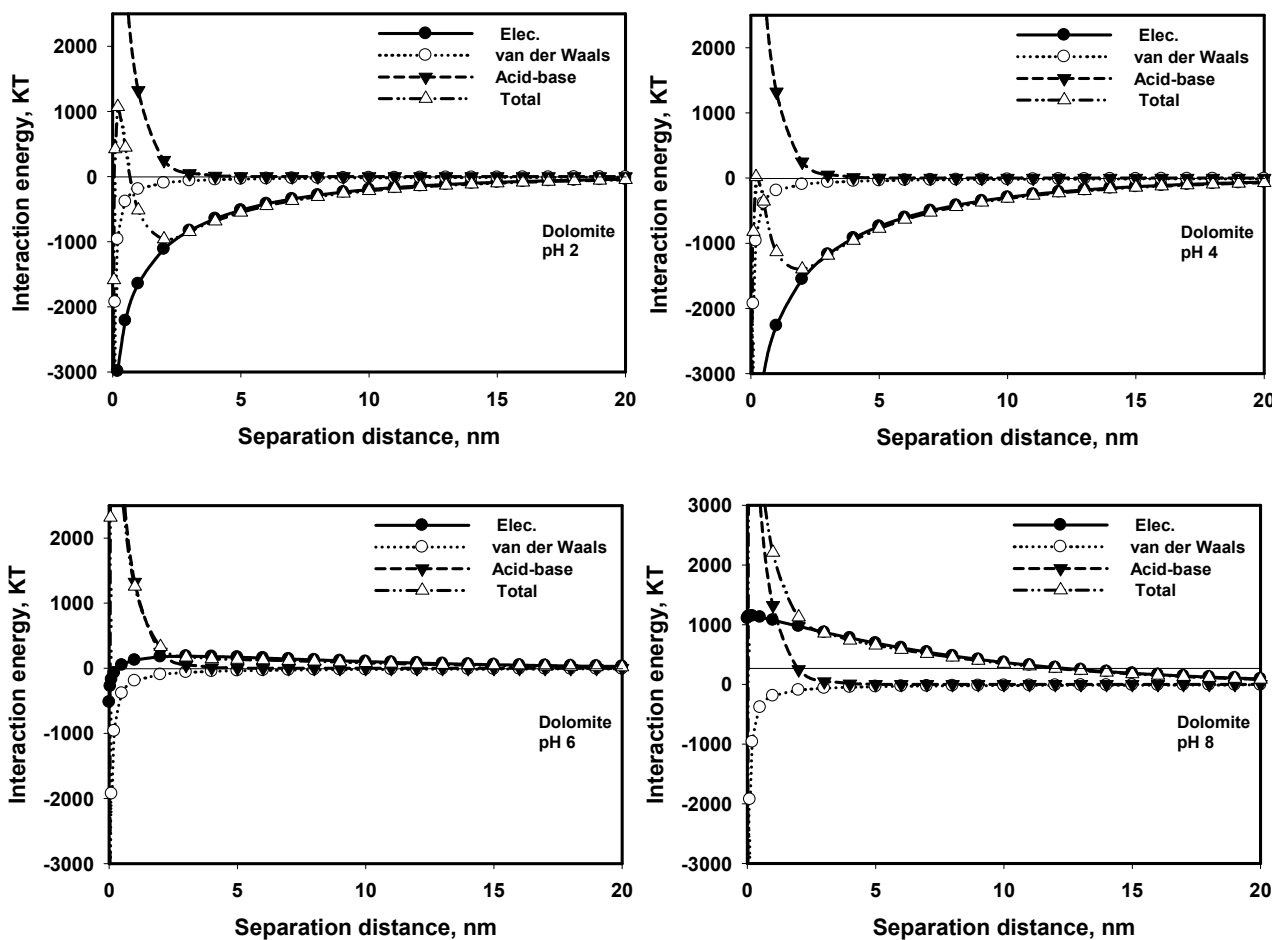 2000
1000
0
-1000
-2000
-3000
Interaction energy, KT
Elec.
van der Waals
Acid-base
Total
Dolomite
pH 2
0 5 10 15 20
Separation distance, nm
2000
1000
0
-1000
-2000
-3000
Interaction energy, KT
Elec.
van der Waals
Acid-base
Total
Dolomite
pH 4
0 5 10 15 20
Separation distance, nm
2000
1000
0
-1000
-2000
-3000
Interaction energy, KT
Elec.
van der Waals
Acid-base
Total
Dolomite
pH 6
0 5 10 15 20
Separation distance, nm
3000
2000
1000
0
-1000
-2000
-3000
Interaction energy, KT
Elec.
van der Waals
Acid-base
Total
Dolomite
pH 8
0 5 10 15 20
Separation distance, nm